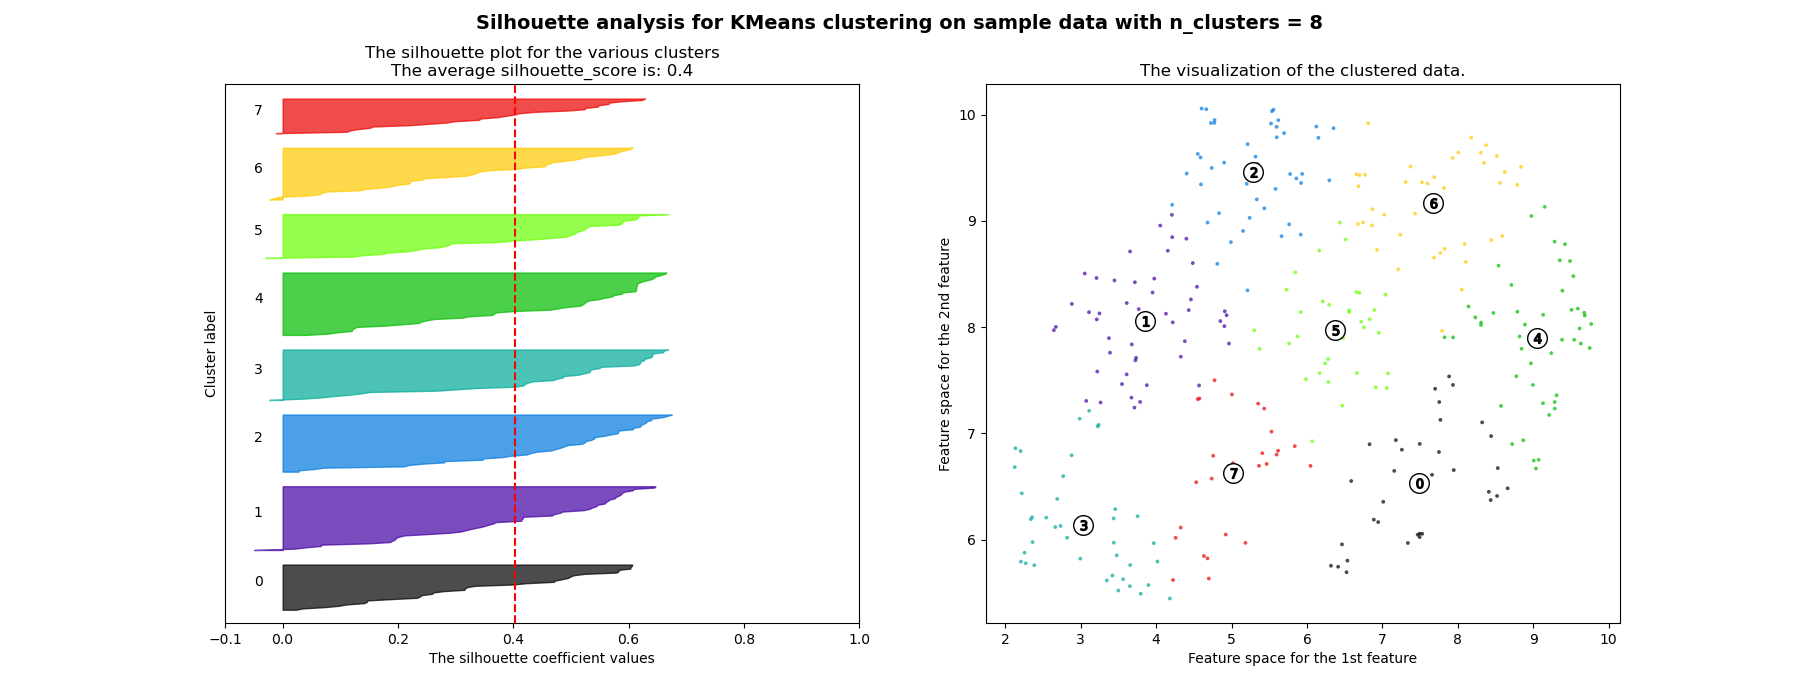 Silhouette analysis for KMeans clustering on sample data with n_clusters = 8
The silhouette plot for the various clusters
The average silhouette_score is: 0.4
7
6
5
4
3
2
1
0
Cluster label
−0.1 0.0 0.2 0.4 0.6 0.8 1.0
The silhouette coefficient values
The visualization of the clustered data.
10
9
8
7
6
Feature space for the 2nd feature
2
6
1
5
4
7
0
3
2 3 4 5 6 7 8 9 10
Feature space for the 1st feature